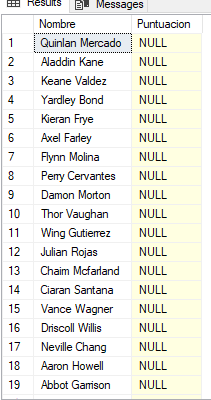 Results Messages
Nombre Puntuacion
1 Quinlan Mercado NULL
2 Aladdin Kane NULL
3 Keane Valdez NULL
4 Yardley Bond NULL
5 Kieran Frye NULL
6 Axel Farley NULL
7 Flynn Molina NULL
8 Perry Cervantes NULL
9 Damon Morton NULL
10 Thor Vaughan NULL
11 Wing Gutierrez NULL
12 Julian Rojas NULL
13 Chaim Mcfarland NULL
14 Ciaran Santana NULL
15 Vance Wagner NULL
16 Driscoll Willis NULL
17 Neville Chang NULL
18 Aaron Howell NULL
19 Abbot Garrison NULL